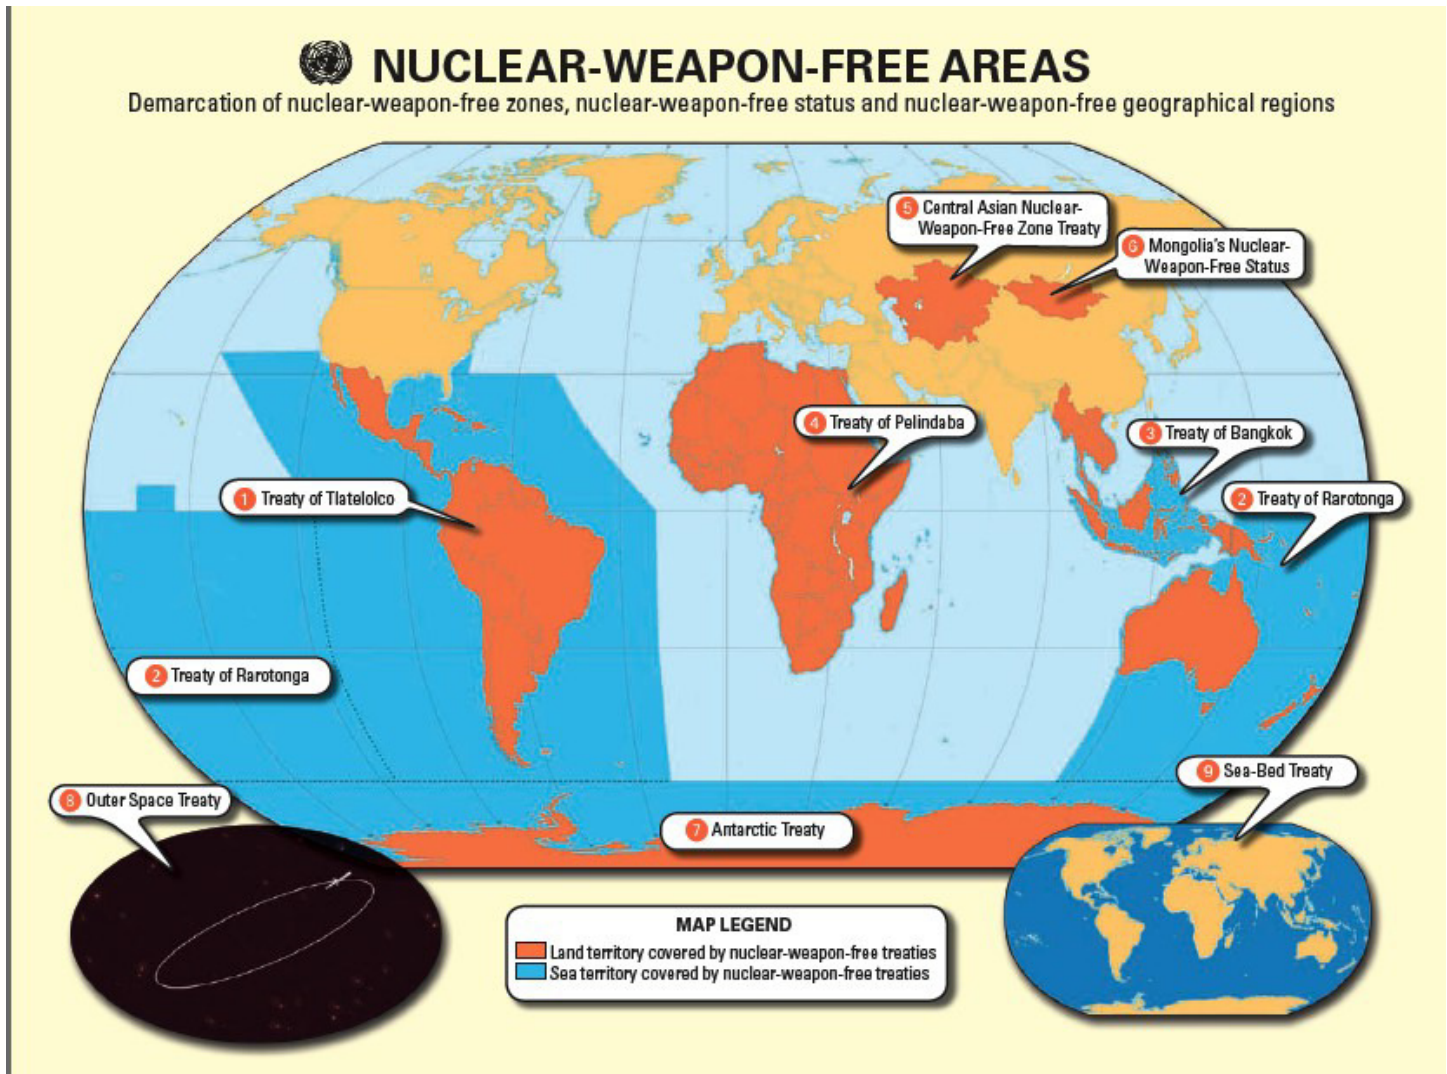 NUCLEAR-WEAPON-FREE AREAS
Demarcation of nuclear-weapon-free zones, nuclear-weapon-free status and nuclear-weapon-free geographical regions
5 Central Asian Nuclear-
Weapon-Free Zone Treaty
6 Mongolia's Nuclear-
Weapon-Free Status
4 Treaty of Pelindaba
3 Treaty of Bangkok
1 Treaty of Tlatelolco
2 Treaty of Rarotonga
2 Treaty of Rarotonga
9 Sea-Bed Treaty
8 Outer Space Treaty
7 Antarctic Treaty
MAP LEGEND
Land territory covered by nuclear-weapon-free treaties
Sea territory covered by nuclear-weapon-free treaties